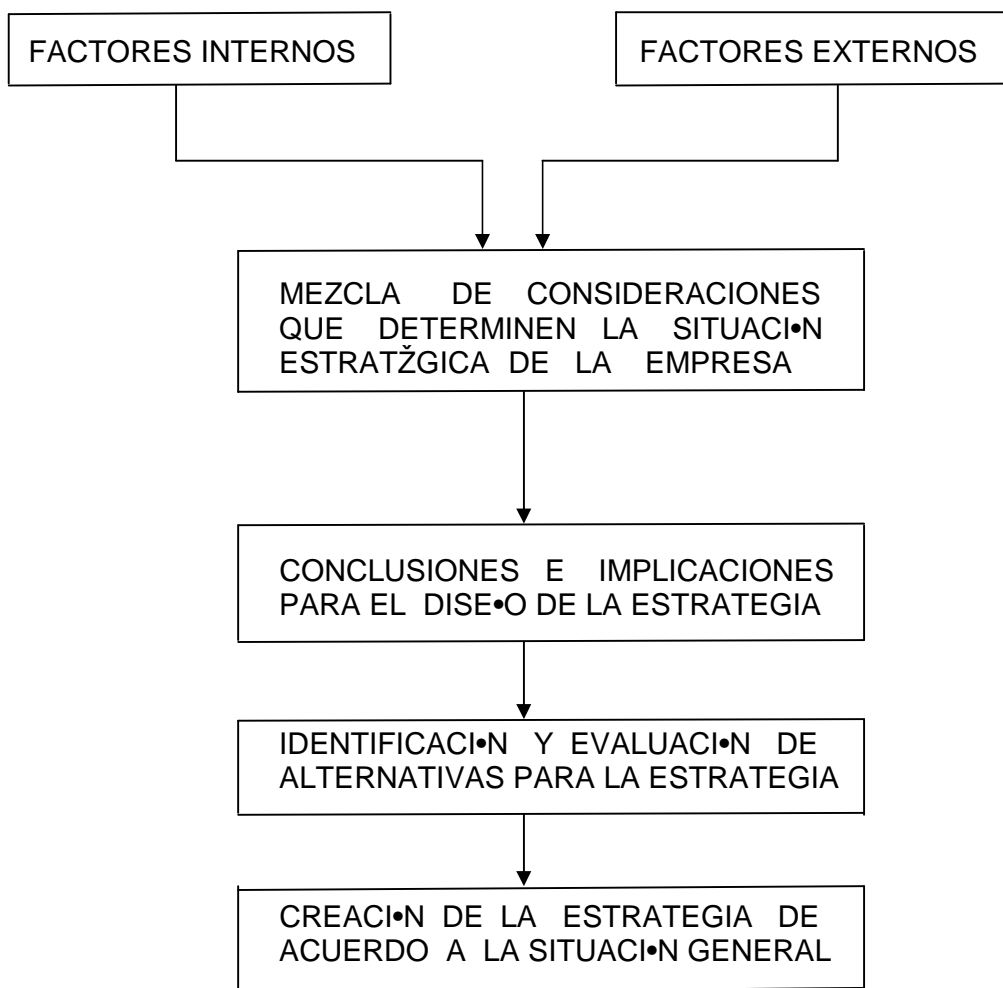 FACTORES INTERNOS
FACTORES EXTERNOS
MEZCLA DE CONSIDERACIONES
QUE DETERMINEN LA SITUACI•N
ESTRATŽGICA DE LA EMPRESA
CONCLUSIONES E IMPLICACIONES
PARA EL DISE•O DE LA ESTRATEGIA
IDENTIFICACI•N Y EVALUACI•N DE
ALTERNATIVAS PARA LA ESTRATEGIA
CREACI•N DE LA ESTRATEGIA DE
ACUERDO A LA SITUACI•N GENERAL